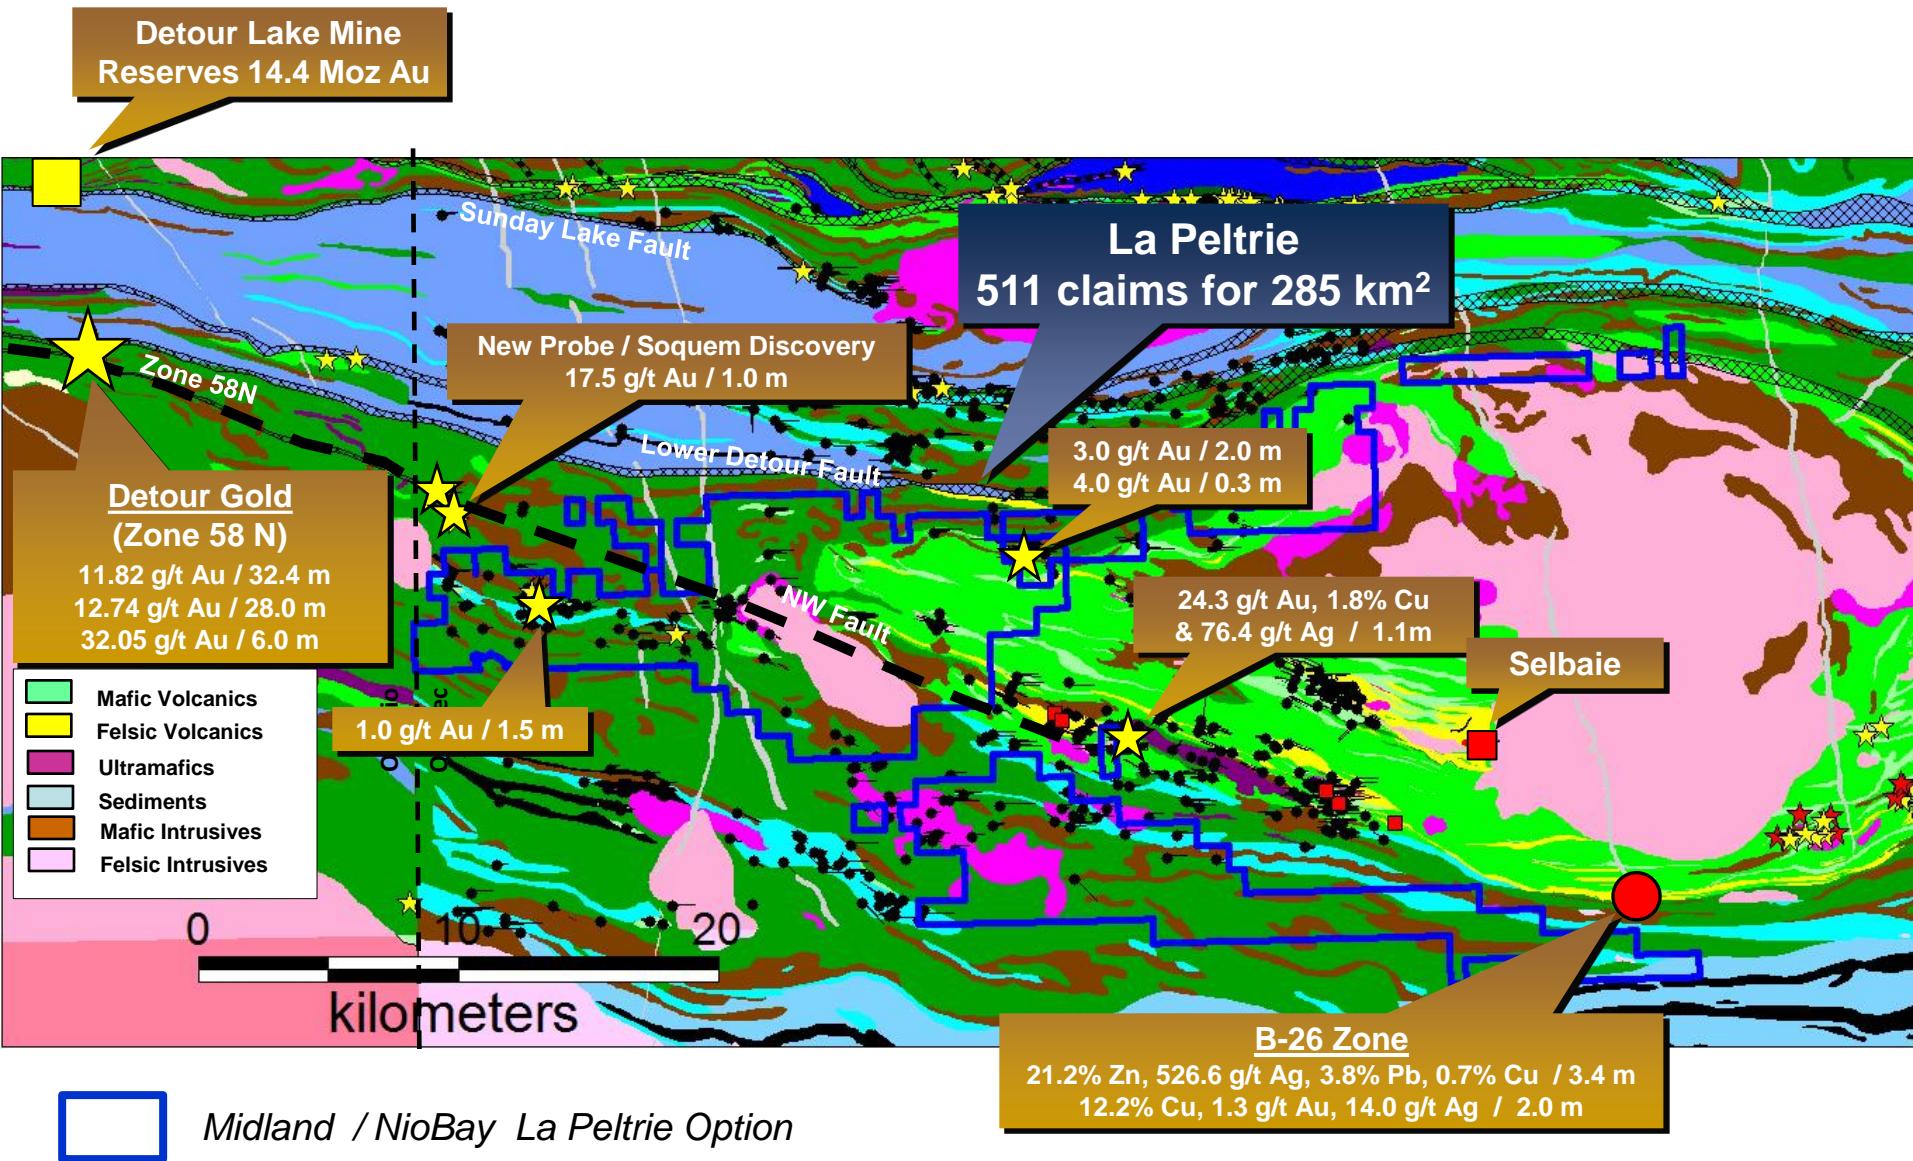 Detour Lake Mine
Reserves 14.4 Moz Au
Sunday Lake Fault
La Peltrie
511 claims for 285 km²
New Probe / Soquem Discovery
17.5 g/t Au / 1.0 m
Zone 58N
Lower Detour Fault
3.0 g/t Au / 2.0 m
4.0 g/t Au / 0.3 m
Detour Gold
(Zone 58 N)
11.82 g/t Au / 32.4 m
12.74 g/t Au / 28.0 m
32.05 g/t Au / 6.0 m
NW Fault
24.3 g/t Au, 1.8% Cu
& 76.4 g/t Ag / 1.1m
Selbaie
1.0 g/t Au / 1.5 m
Mafic Volcanics
Felsic Volcanics
Ultramafics
Sediments
Mafic Intrusives
Felsic Intrusives
0 10 20
kilometers
B-26 Zone
21.2% Zn, 526.6 g/t Ag, 3.8% Pb, 0.7% Cu / 3.4 m
12.2% Cu, 1.3 g/t Au, 14.0 g/t Ag / 2.0 m
Midland / NioBay La Peltrie Option